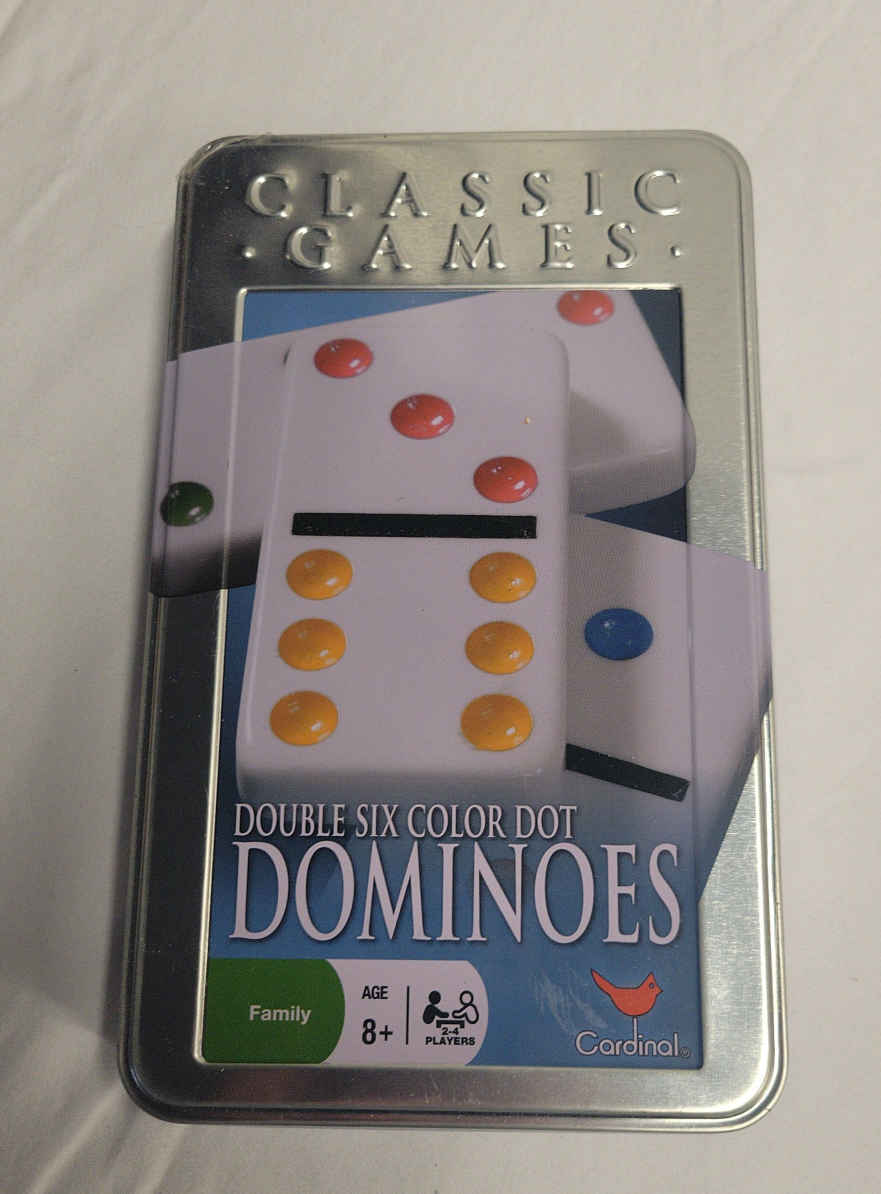 CLASSIC
· GAMES ·
DOUBLE SIX COLOR DOT
DOMINOES
Family
AGE
8+
2-4
PLAYERS
Cardinal®